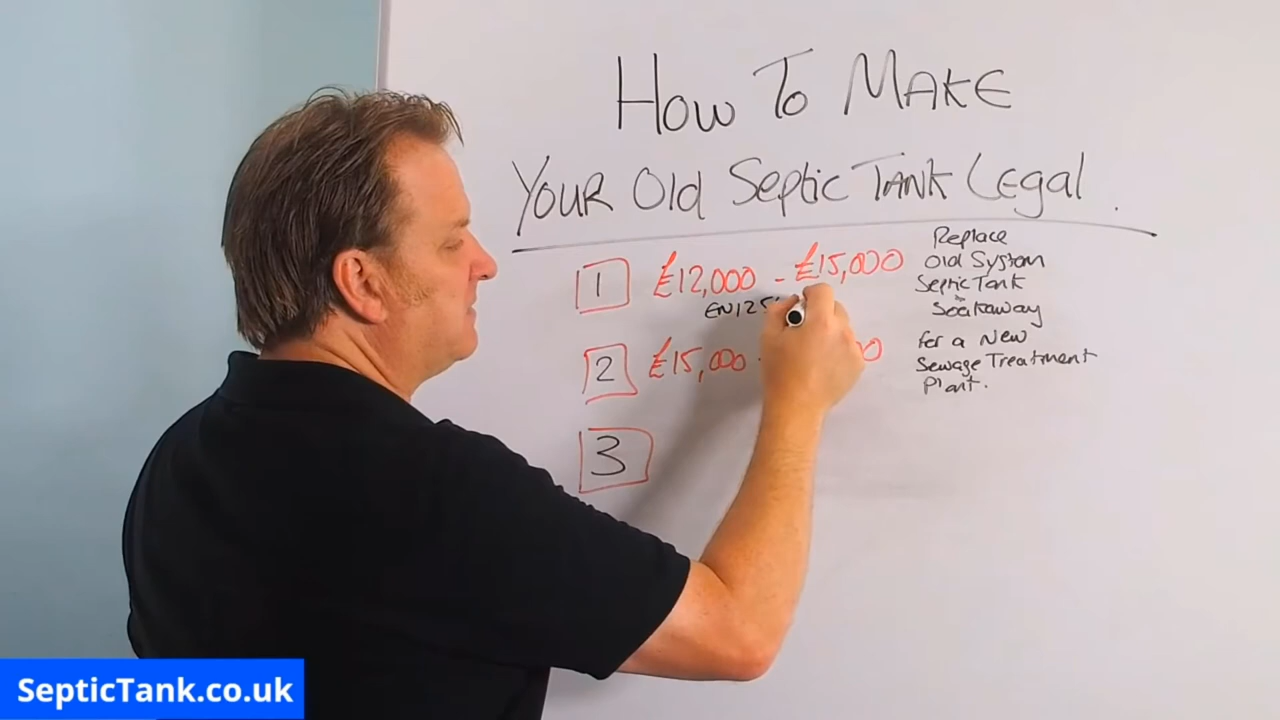 How To MAKE
YOUR Old Septic TANK Legal.
1 £12,000 - £15,000
EN125
2 £15,000 -
3
Replace
Old System
Septic Tank
Soakaway
for a New
Sewage Treatment
Plant.
SepticTank.co.uk